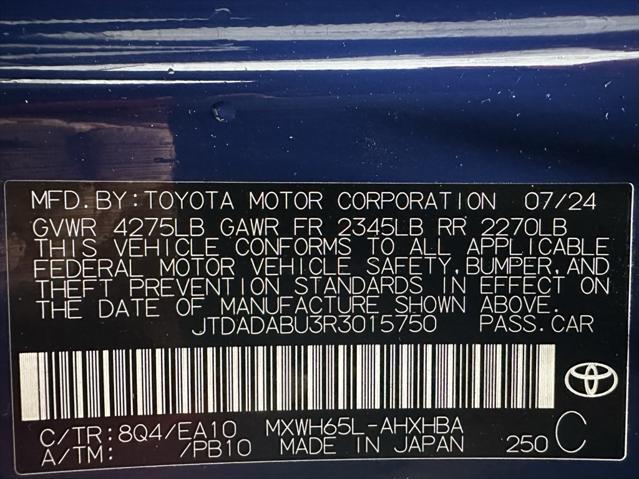 MFD. BY: TOYOTA MOTOR CORPORATION 07/24
GVWR 4275LB GAWR FR 2345LB RR 2270LB
THIS VEHICLE CONFORMS TO ALL APPLICABLE
FEDERAL MOTOR VEHICLE SAFETY, BUMPER, AND
THEFT PREVENTION STANDARDS IN EFFECT ON
THE DATE OF MANUFACTURE SHOWN ABOVE.
JTDADABU3R3015750 PASS. CAR
C/TR: 8Q4/EA10 MXWH65L-AHXHBA
A/TM: /PB10 MADE IN JAPAN 250 C